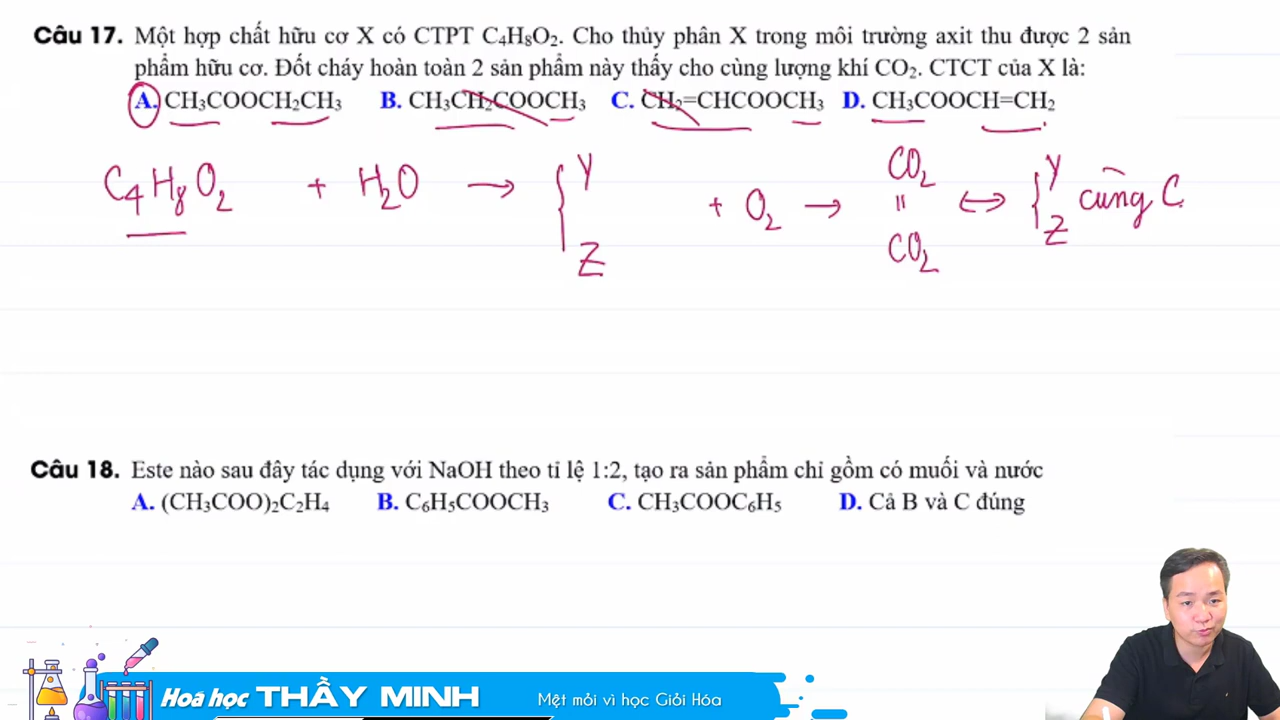 Câu 17. Một hợp chất hữu cơ X có CTPT C₄H₈O₂. Cho thủy phân X trong môi trường axit thu được 2 sản
phẩm hữu cơ. Đốt cháy hoàn toàn 2 sản phẩm này thấy cho cùng lượng khí CO₂. CTCT của X là:
A. CH₃COOCH₂CH₃ B. CH₃CH₂COOCH₃ C. CH₂=CHCOOCH₃ D. CH₃COOCH=CH₂
C₄H₈O₂ + H₂O → { Y Z + O₂ → CO₂ = CO₂ ⇔ { Y Z cùng C
Câu 18. Este nào sau đây tác dụng với NaOH theo tỉ lệ 1:2, tạo ra sản phẩm chỉ gồm có muối và nước
A. (CH₃COO)₂C₂H₄ B. C₆H₅COOCH₃ C. CH₃COOC₆H₅ D. Cả B và C đúng
Hoá học THẦY MINH Mệt mỏi vì học Giỏi Hóa